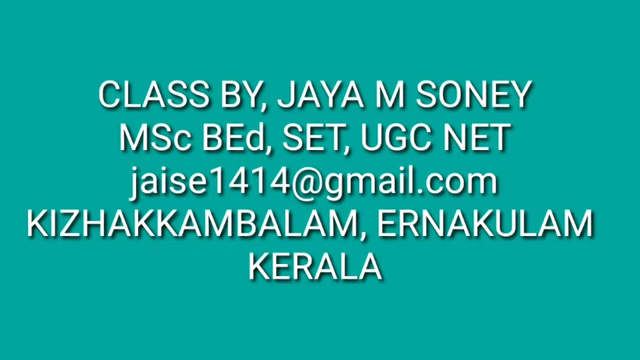 CLASS BY, JAYA M SONEY
MSc BEd, SET, UGC NET
jaise1414@gmail.com
KIZHAKKAMBALAM, ERNAKULAM
KERALA